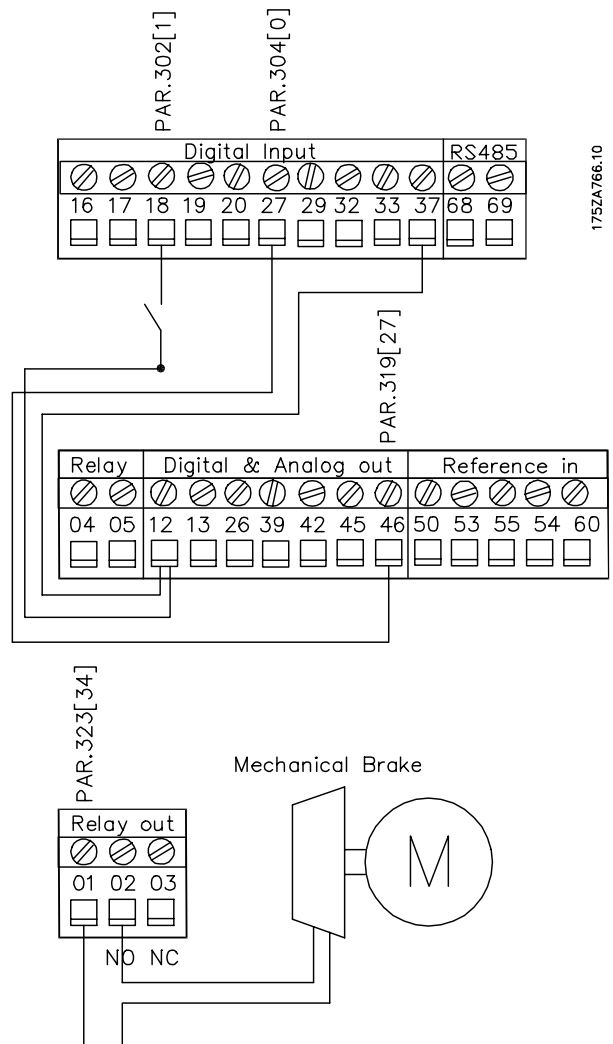 PAR.302[1]
PAR.304[0]
Digital Input RS485
16 17 18 19 20 27 29 32 33 37 68 69
175ZA766.10
PAR.319[27]
Relay Digital & Analog out Reference in
04 05 12 13 26 39 42 45 46 50 53 55 54 60
PAR.323[34]
Mechanical Brake
Relay out
01 02 03
M
NO NC